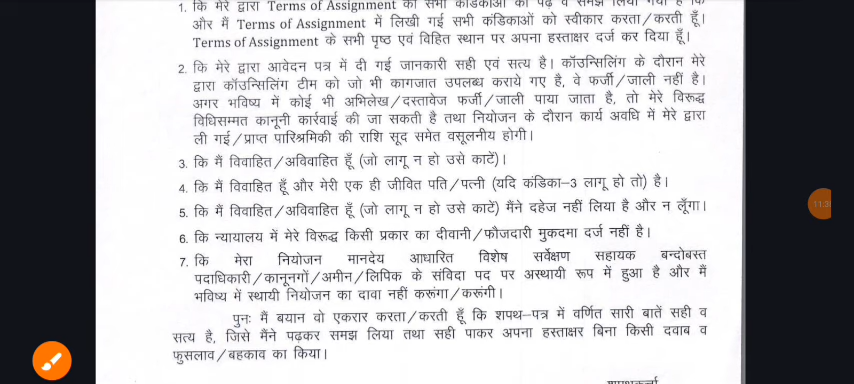 1. कि मेरे द्वारा Terms of Assignment की सभी कंडिकाओं को पढ़ व समझ लिया गया है कि
और मैं Terms of Assignment में लिखी गई सभी कंडिकाओं को स्वीकार करता/करती हूँ।
Terms of Assignment के सभी पृष्ठ एवं विहित स्थान पर अपना हस्ताक्षर दर्ज कर दिया हूँ।
2. कि मेरे द्वारा आवेदन पत्र में दी गई जानकारी सही एवं सत्य है। कॉउन्सिलिंग के दौरान मेरे
द्वारा कॉउन्सिलिंग टीम को जो भी कागजात उपलब्ध कराये गए है, वे फर्जी/जाली नहीं है।
अगर भविष्य में कोई भी अभिलेख/दस्तावेज फर्जी/जाली पाया जाता है, तो मेरे विरूद्ध
विधिसम्मत कानूनी कार्रवाई की जा सकती है तथा नियोजन के दौरान कार्य अवधि में मेरे द्वारा
ली गई/प्राप्त पारिश्रमिकी की राशि सूद समेत वसूलनीय होगी।
3. कि मैं विवाहित/अविवाहित हूँ (जो लागू न हो उसे काटें)।
4. कि मैं विवाहित हूँ और मेरी एक ही जीवित पति/पत्नी (यदि कंडिका-3 लागू हो तो) है।
5. कि मैं विवाहित/अविवाहित हूँ (जो लागू न हो उसे काटें) मैंने दहेज नहीं लिया है और न लूँगा।
6. कि न्यायालय में मेरे विरूद्ध किसी प्रकार का दीवानी/फौजदारी मुकदमा दर्ज नहीं है।
7. कि मेरा नियोजन मानदेय आधारित विशेष सर्वेक्षण सहायक बन्दोबस्त
पदाधिकारी/कानूनगों/अमीन/लिपिक के संविदा पद पर अस्थायी रूप में हुआ है और मैं
भविष्य में स्थायी नियोजन का दावा नहीं करूंगा/करूंगी।
पुनः मैं बयान वो एकरार करता/करती हूँ कि शपथ-पत्र में वर्णित सारी बातें सही व
सत्य है, जिसे मैंने पढ़कर समझ लिया तथा सही पाकर अपना हस्ताक्षर बिना किसी दवाब व
फुसलाव/बहकाव का किया।